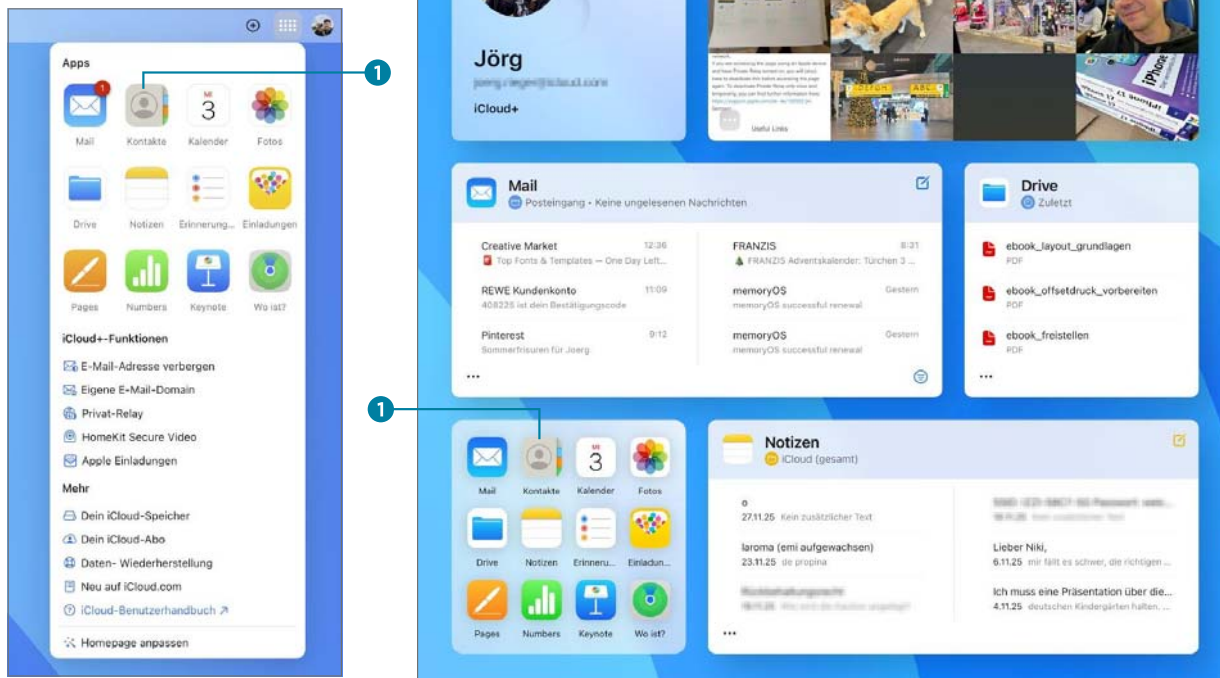 Apps
1
1
MI
3
Mail
Kontakte
Kalender
Fotos
Drive
Notizen
Erinnerung...
Einladungen
Pages
Numbers
Keynote
Wo ist?
iCloud+-Funktionen
E-Mail-Adresse verbergen
Eigene E-Mail-Domain
Privat-Relay
HomeKit Secure Video
Apple Einladungen
Mehr
Dein iCloud-Speicher
Dein iCloud-Abo
Daten- Wiederherstellung
Neu auf iCloud.com
iCloud-Benutzerhandbuch ↗
Homepage anpassen
Jörg
iCloud+
Useful Links
iPhone
Mail
Posteingang • Keine ungelesenen Nachrichten
Creative Market 12:36
Top Fonts & Templates — One Day Left...
REWE Kundenkonto 11:09
408225 ist dein Bestätigungscode
Pinterest 9:12
Sommerfrisuren für Joerg
FRANZIS 8:31
FRANZIS Adventskalender: Türchen 3 ...
memoryOS Gestern
memoryOS successful renewal
memoryOS Gestern
memoryOS successful renewal
...
Drive
Zuletzt
ebook_layout_grundlagen
PDF
ebook_offsetdruck_vorbereiten
PDF
ebook_freistellen
PDF
...
1
MI
3
Mail
Kontakte
Kalender
Fotos
Drive
Notizen
Erinneru...
Einladun...
Pages
Numbers
Keynote
Wo ist?
Notizen
iCloud (gesamt)
o
27.11.25 Kein zusätzlicher Text
laroma (emi aufgewachsen)
23.11.25 de propina
Lieber Niki,
6.11.25 mir fällt es schwer, die richtigen ...
Ich muss eine Präsentation über die...
4.11.25 deutschen Kindergärten halten. ...
...